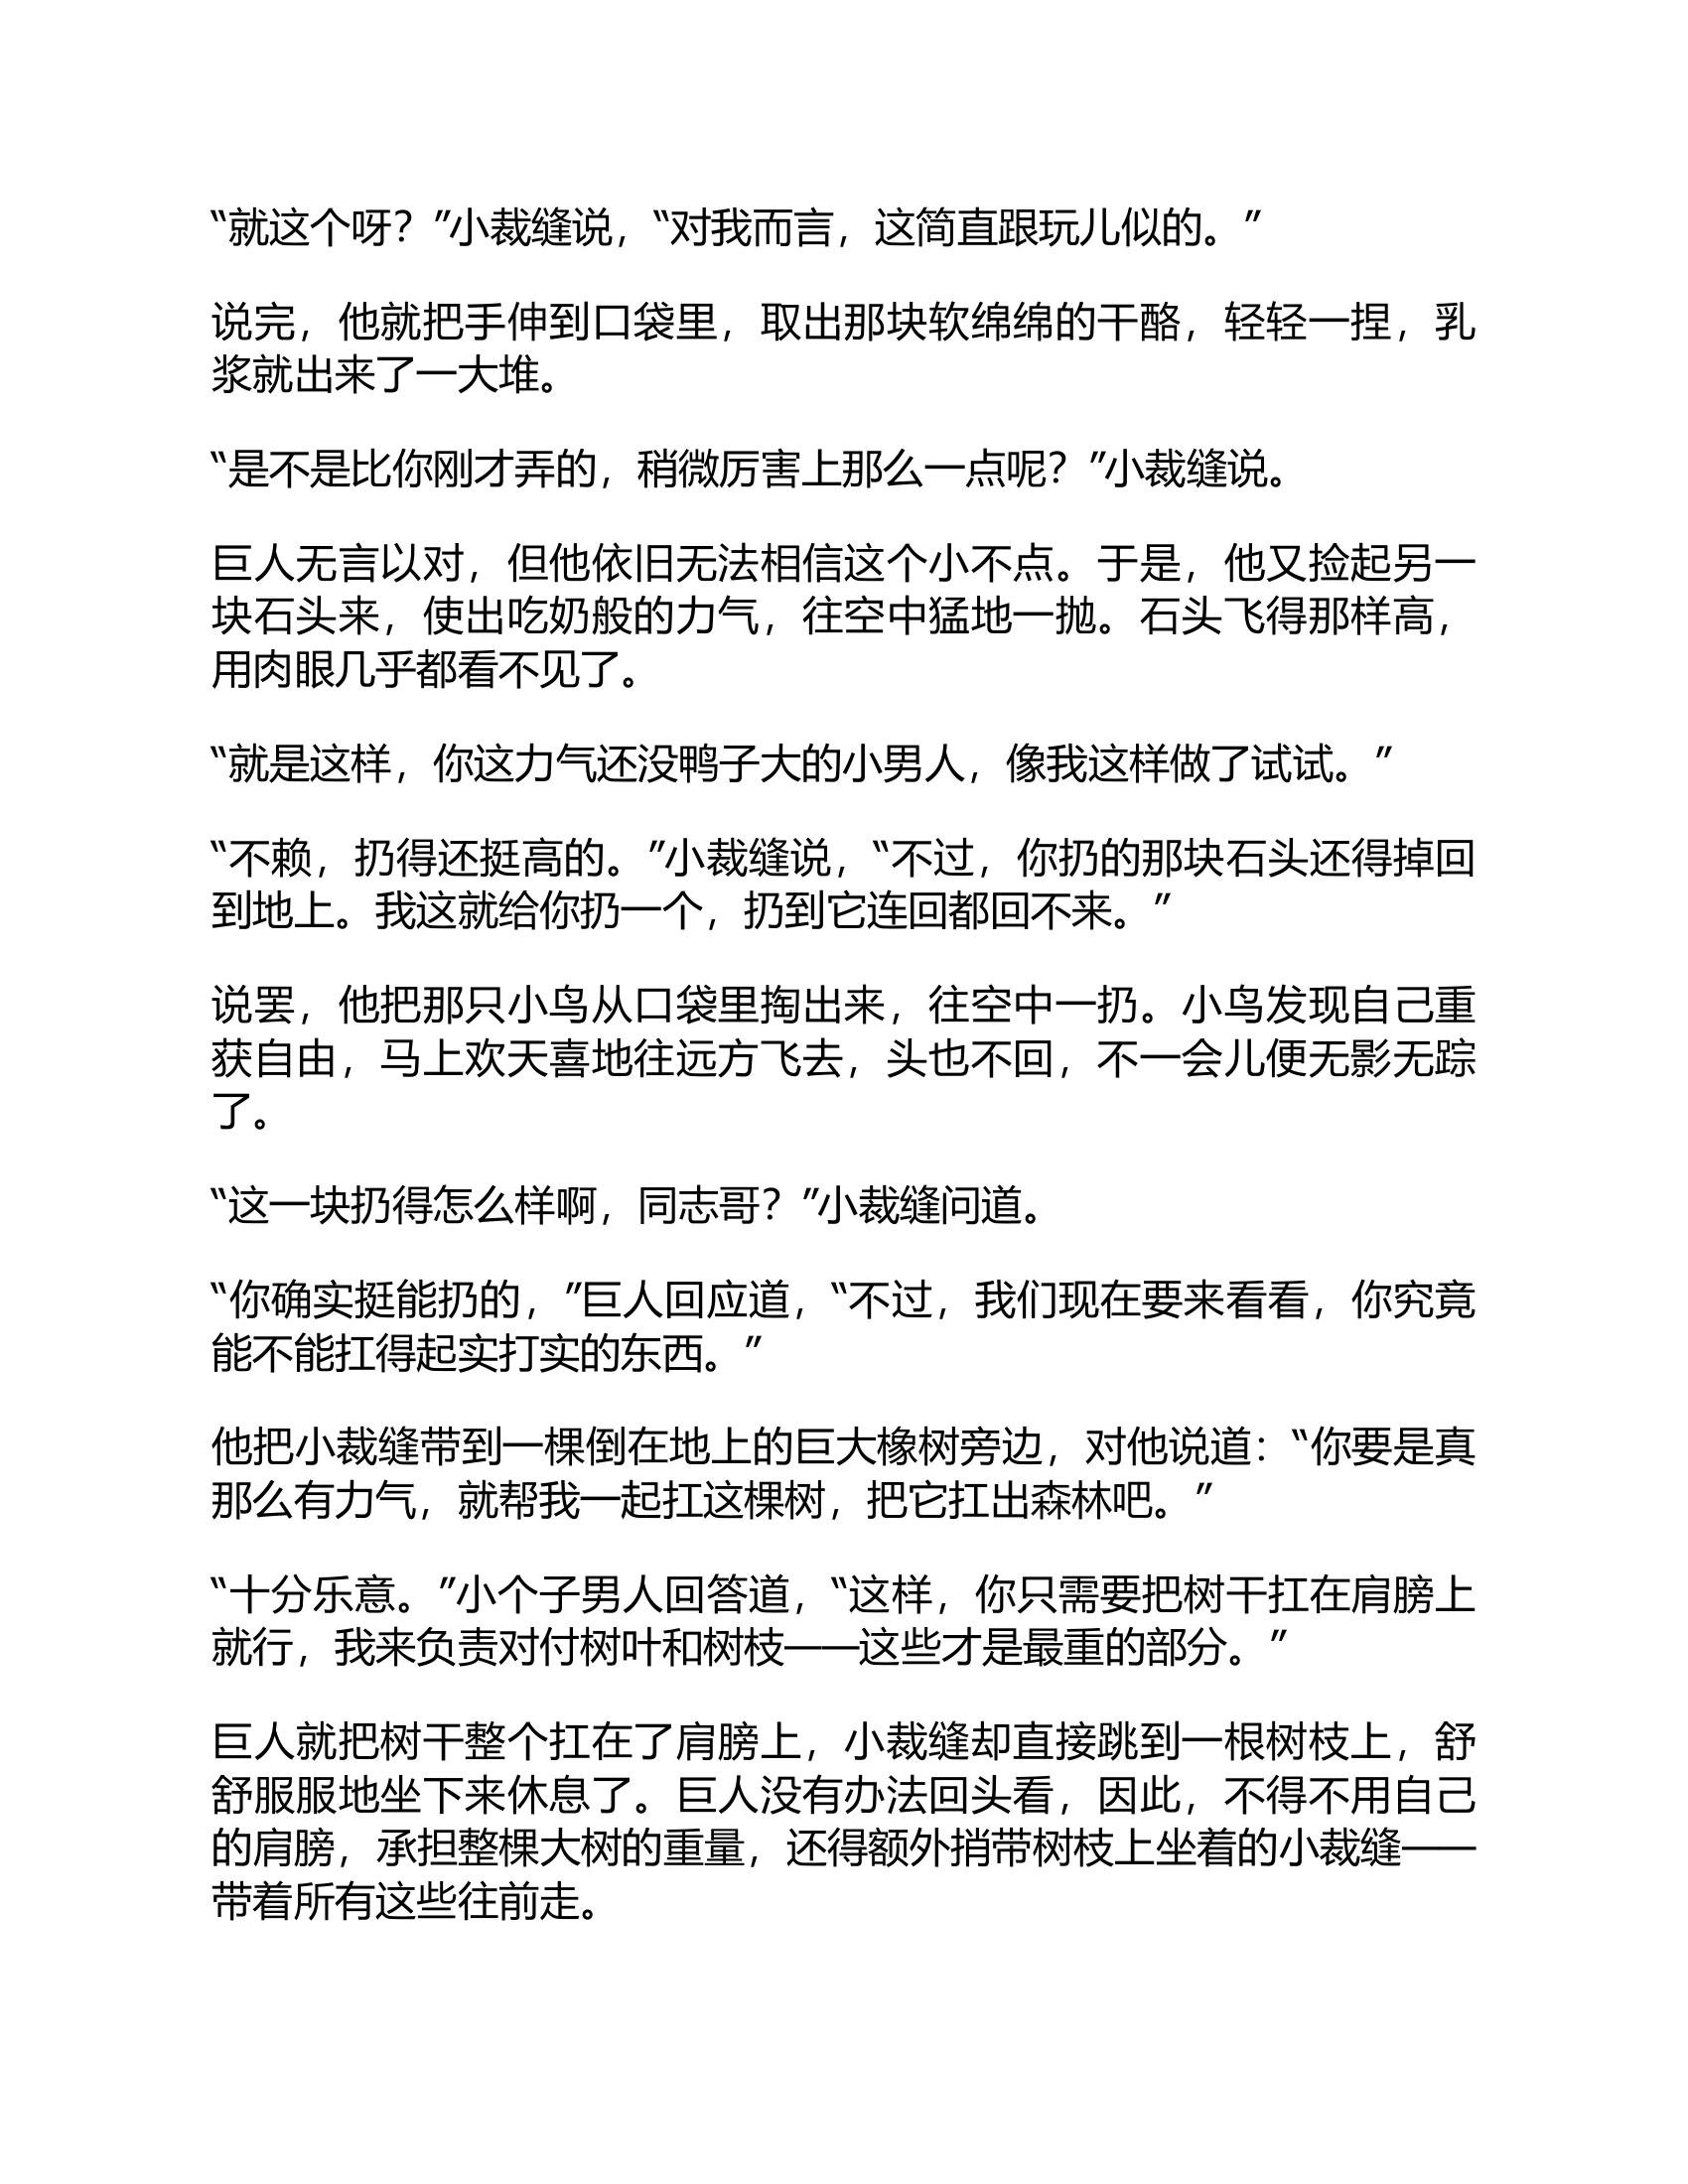 “就这个呀？”小裁缝说，“对我而言，这简直跟玩儿似的。”
说完，他就把手伸到口袋里，取出那块软绵绵的干酪，轻轻一捏，乳
浆就出来了一大堆。
“是不是比你刚才弄的，稍微厉害上那么一点呢？”小裁缝说。
巨人无言以对，但他依旧无法相信这个小不点。于是，他又捡起另一
块石头来，使出吃奶般的力气，往空中猛地一抛。石头飞得那样高，
用肉眼几乎都看不见了。
“就是这样，你这力气还没鸭子大的小男人，像我这样做了试试。”
“不赖，扔得还挺高的。”小裁缝说，“不过，你扔的那块石头还得掉回
到地上。我这就给你扔一个，扔到它连回都回不来。”
说罢，他把那只小鸟从口袋里掏出来，往空中一扔。小鸟发现自己重
获自由，马上欢天喜地往远方飞去，头也不回，不一会儿便无影无踪
了。
“这一块扔得怎么样啊，同志哥？”小裁缝问道。
“你确实挺能扔的，”巨人回应道，“不过，我们现在要来看看，你究竟
能不能扛得起实打实的东西。”
他把小裁缝带到一棵倒在地上的巨大橡树旁边，对他说道：“你要是真
那么有力气，就帮我一起扛这棵树，把它扛出森林吧。”
“十分乐意。”小个子男人回答道，“这样，你只需要把树干扛在肩膀上
就行，我来负责对付树叶和树枝——这些才是最重的部分。”
巨人就把树干整个扛在了肩膀上，小裁缝却直接跳到一根树枝上，舒
舒服服地坐下来休息了。巨人没有办法回头看，因此，不得不用自己
的肩膀，承担整棵大树的重量，还得额外捎带树枝上坐着的小裁缝——
带着所有这些往前走。